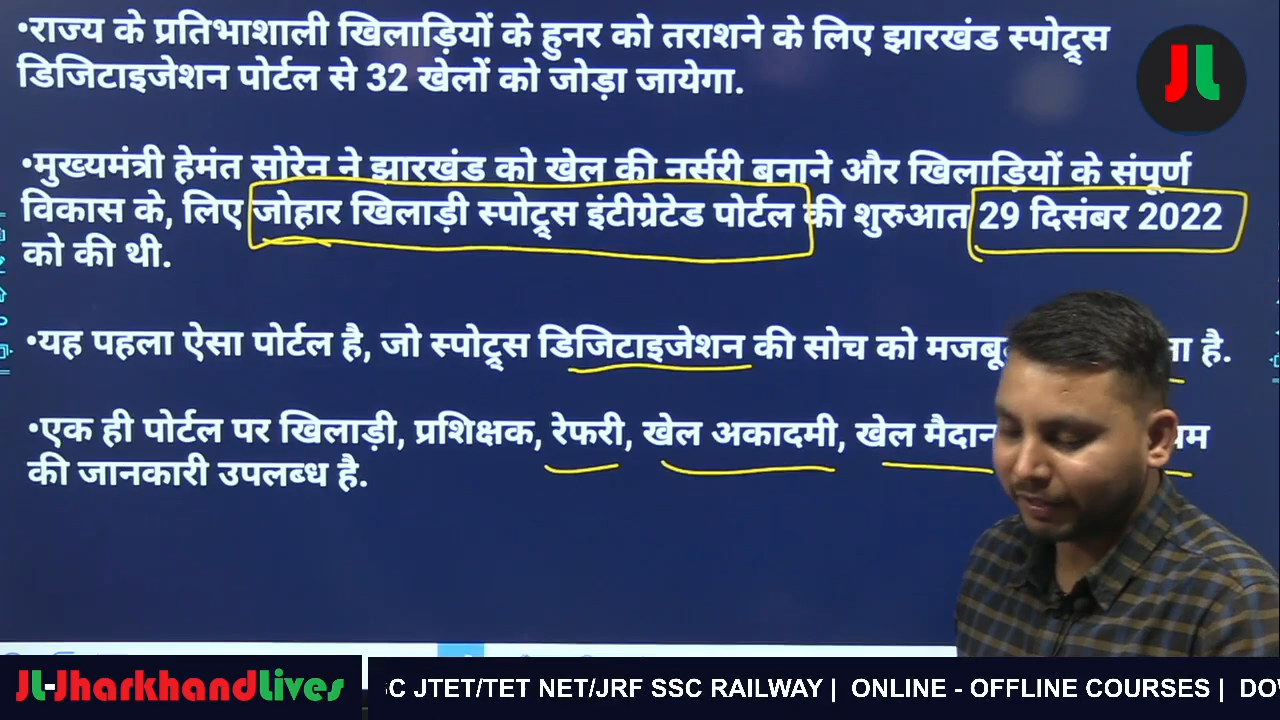 •राज्य के प्रतिभाशाली खिलाड़ियों के हुनर को तराशने के लिए झारखंड स्पोट्र्स
डिजिटाइजेशन पोर्टल से 32 खेलों को जोड़ा जायेगा.
JL
•मुख्यमंत्री हेमंत सोरेन ने झारखंड को खेल की नर्सरी बनाने और खिलाड़ियों के संपूर्ण
विकास के, लिए जोहार खिलाड़ी स्पोट्र्स इंटीग्रेटेड पोर्टल की शुरुआत 29 दिसंबर 2022
को की थी.
•यह पहला ऐसा पोर्टल है, जो स्पोट्र्स डिजिटाइजेशन की सोच को है.
•एक ही पोर्टल पर खिलाड़ी, प्रशिक्षक, रेफरी, खेल अकादमी, खेल मैदान
की जानकारी उपलब्ध है.
JL-JharkhandLives
JTET/TET NET/JRF SSC RAILWAY | ONLINE - OFFLINE COURSES |